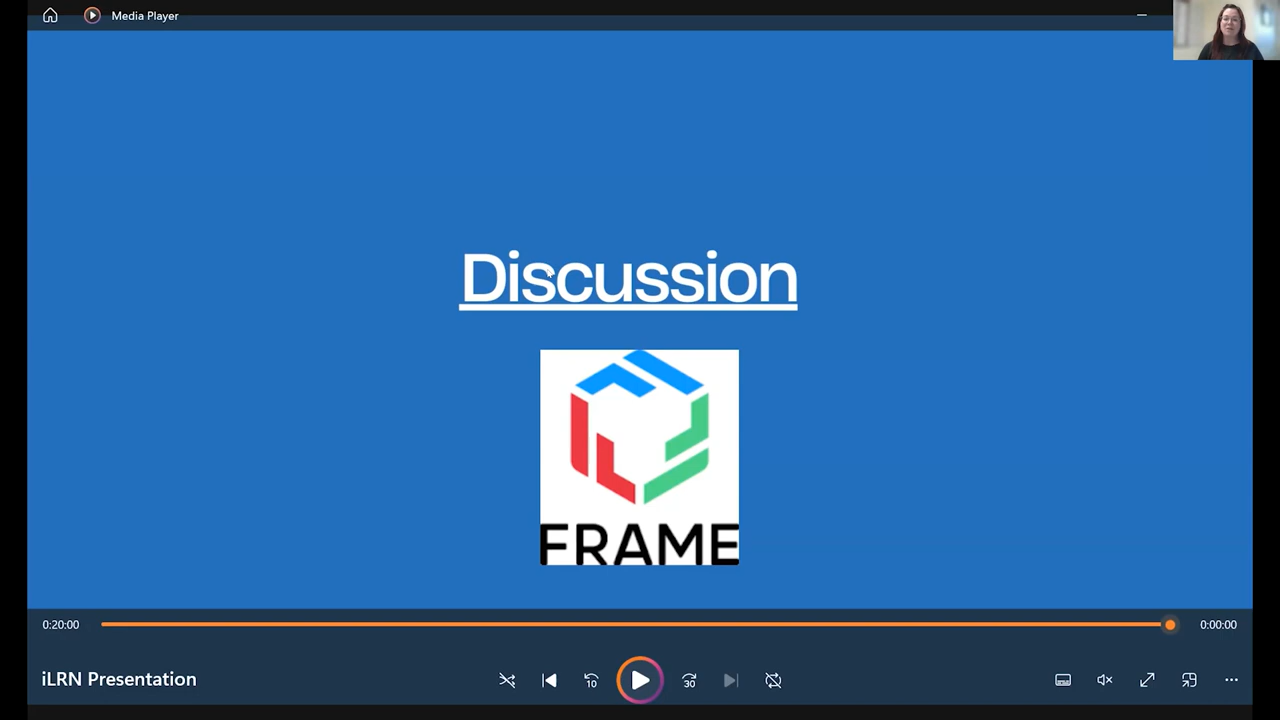 Media Player
Discussion
FRAME
0:20:00
0:00:00
iLRN Presentation
10
30